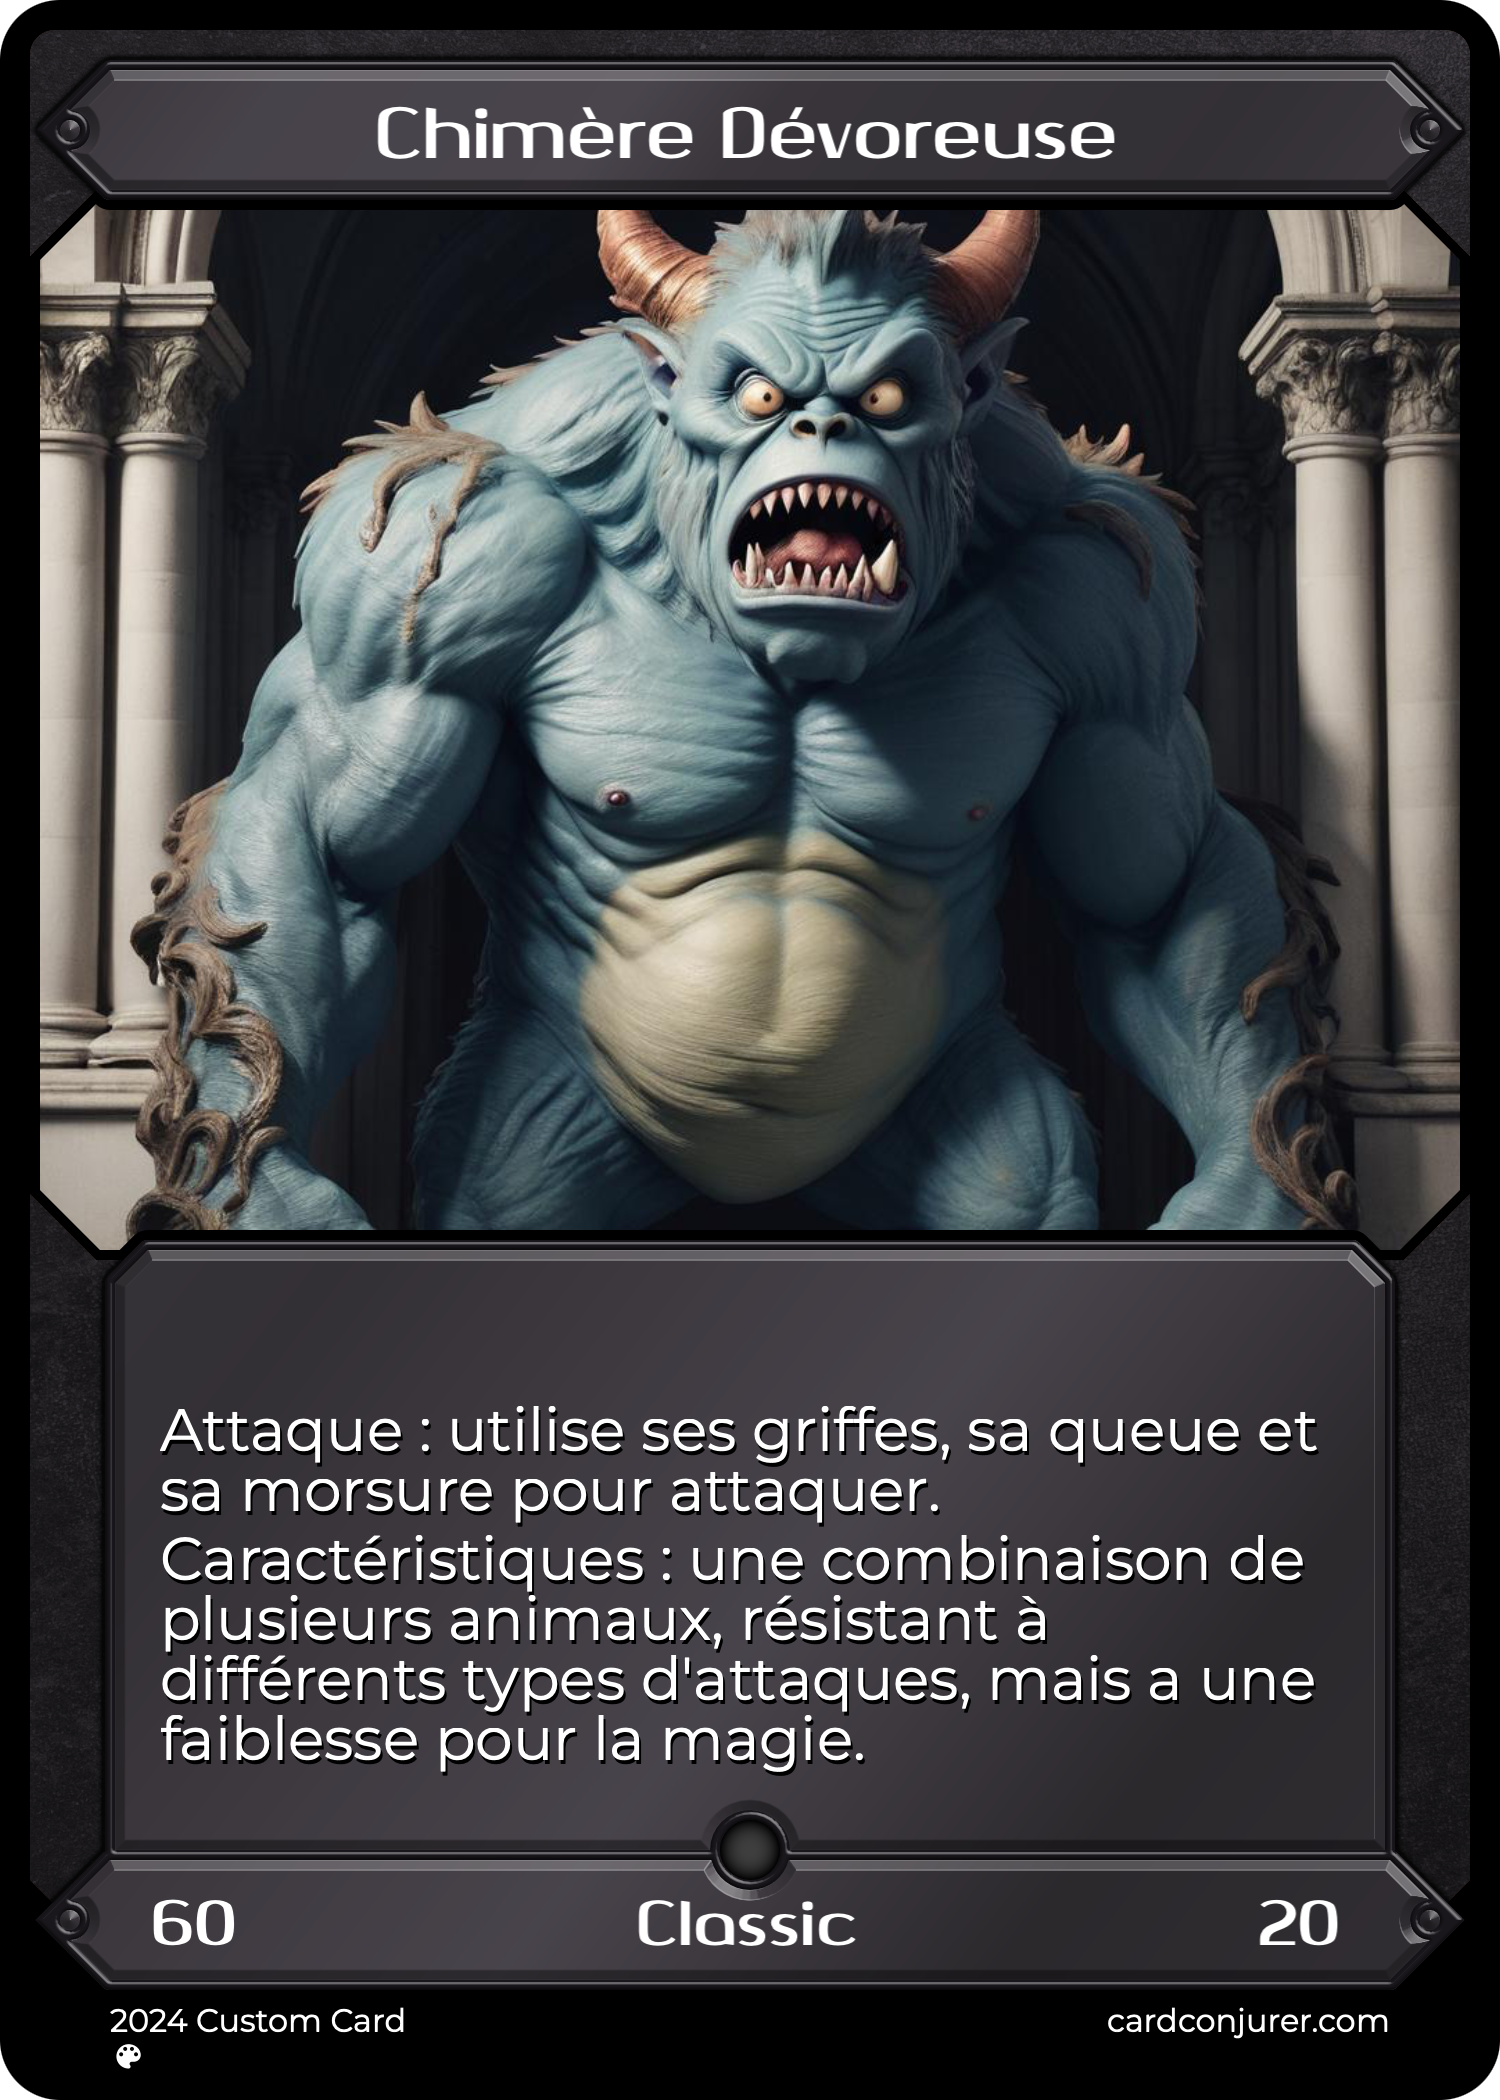 Chimère Dévoreuse
Attaque : utilise ses griffes, sa queue et
sa morsure pour attaquer.
Caractéristiques : une combinaison de
plusieurs animaux, résistant à
différents types d'attaques, mais a une
faiblesse pour la magie.
60 Classic 20
2024 Custom Card cardconjurer.com